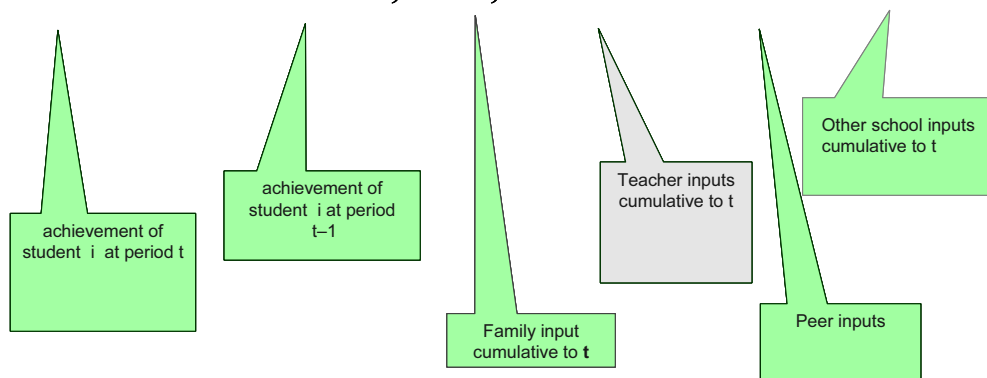 achievement of
student i at period t
achievement of
student i at period
t–1
Family input
cumulative to t
Teacher inputs
cumulative to t
Peer inputs
Other school inputs
cumulative to t